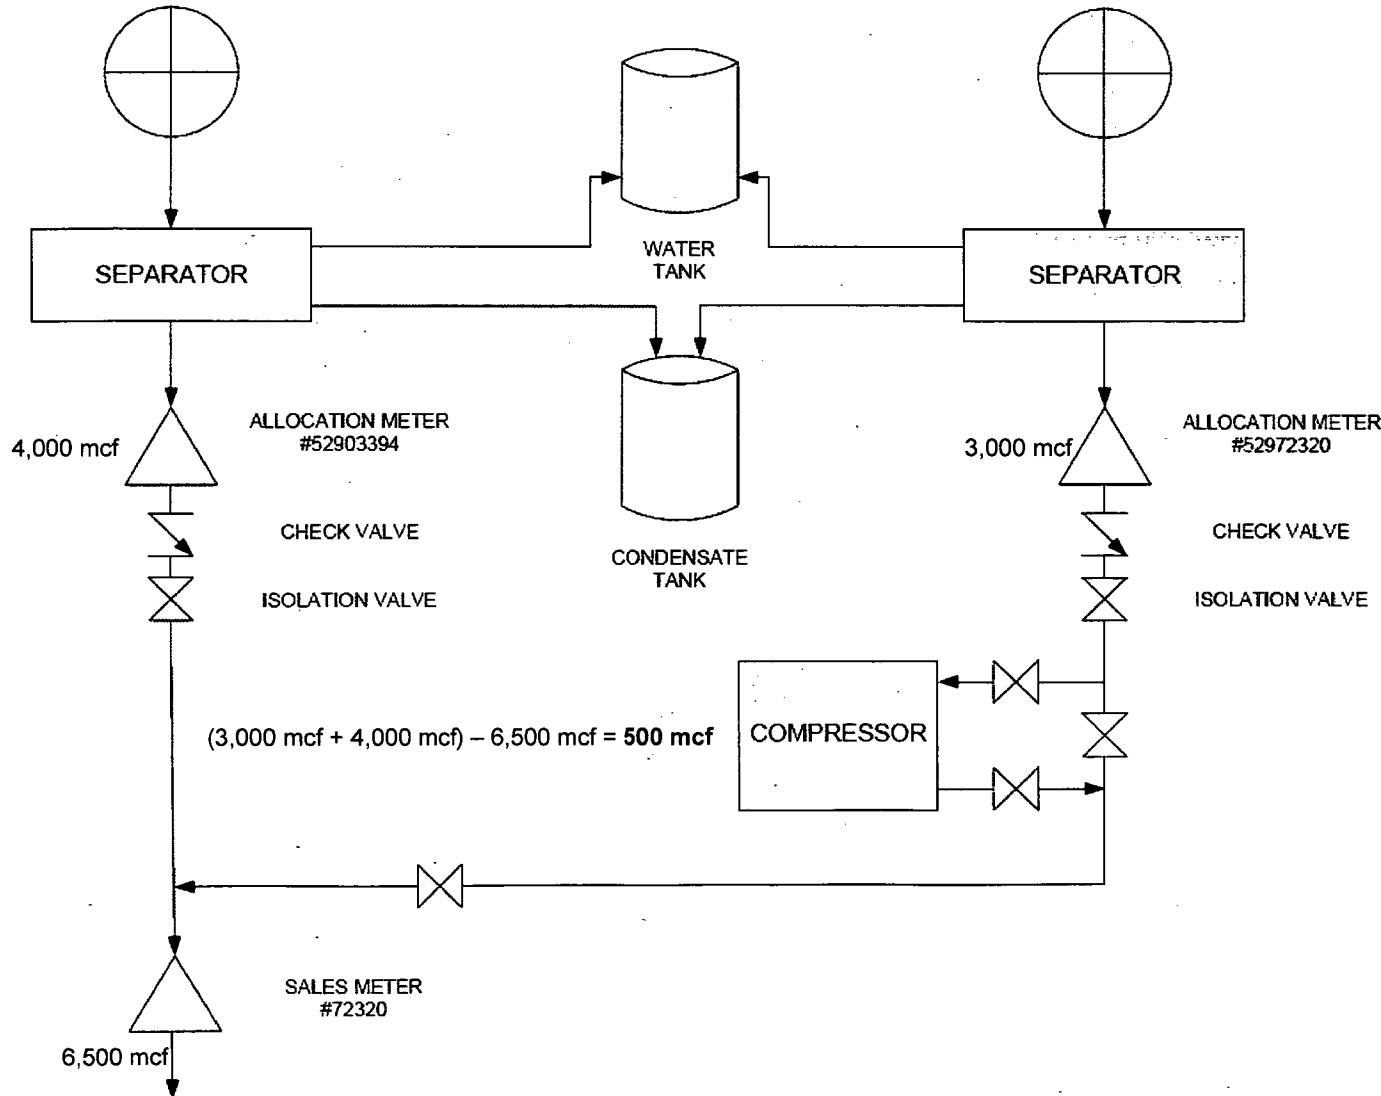 WATER
TANK
SEPARATOR
SEPARATOR
ALLOCATION METER
#52903394
4,000 mcf
ALLOCATION METER
#52972320
3,000 mcf
CHECK VALVE
CHECK VALVE
CONDENSATE
TANK
ISOLATION VALVE
ISOLATION VALVE
(3,000 mcf + 4,000 mcf) – 6,500 mcf = 500 mcf
COMPRESSOR
SALES METER
#72320
6,500 mcf